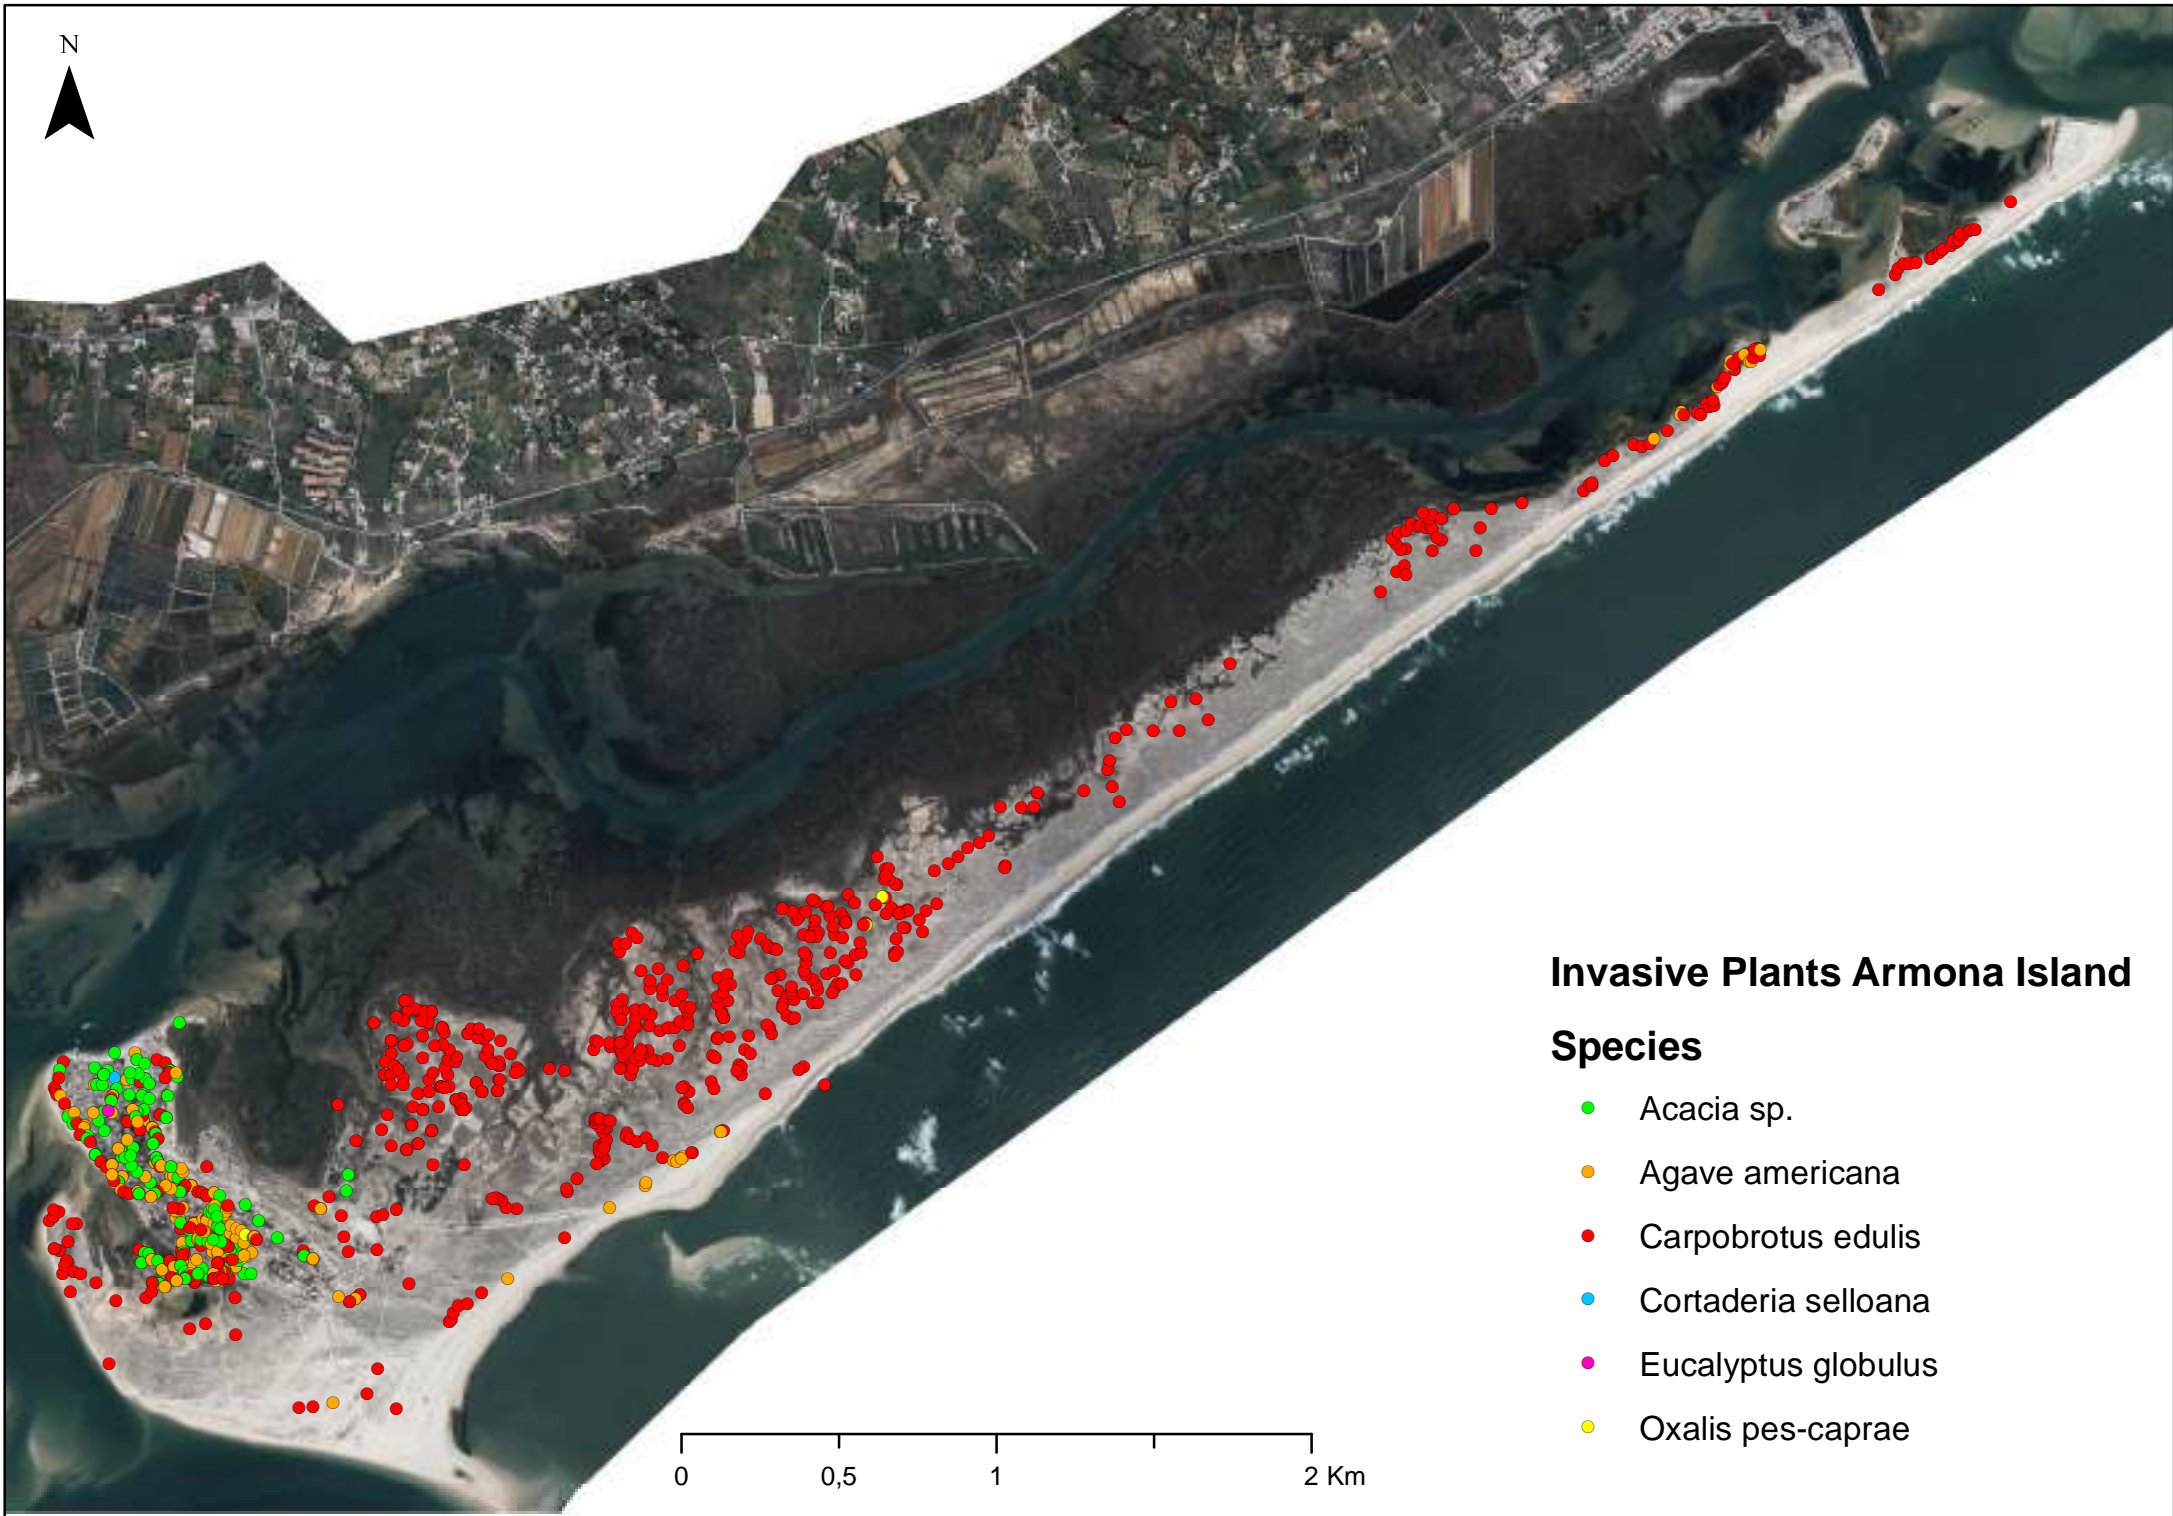 N
Invasive Plants Armona Island
Species
Acacia sp.
Agave americana
Carpobrotus edulis
Cortaderia selloana
Eucalyptus globulus
Oxalis pes-caprae
0 0,5 1 2 Km